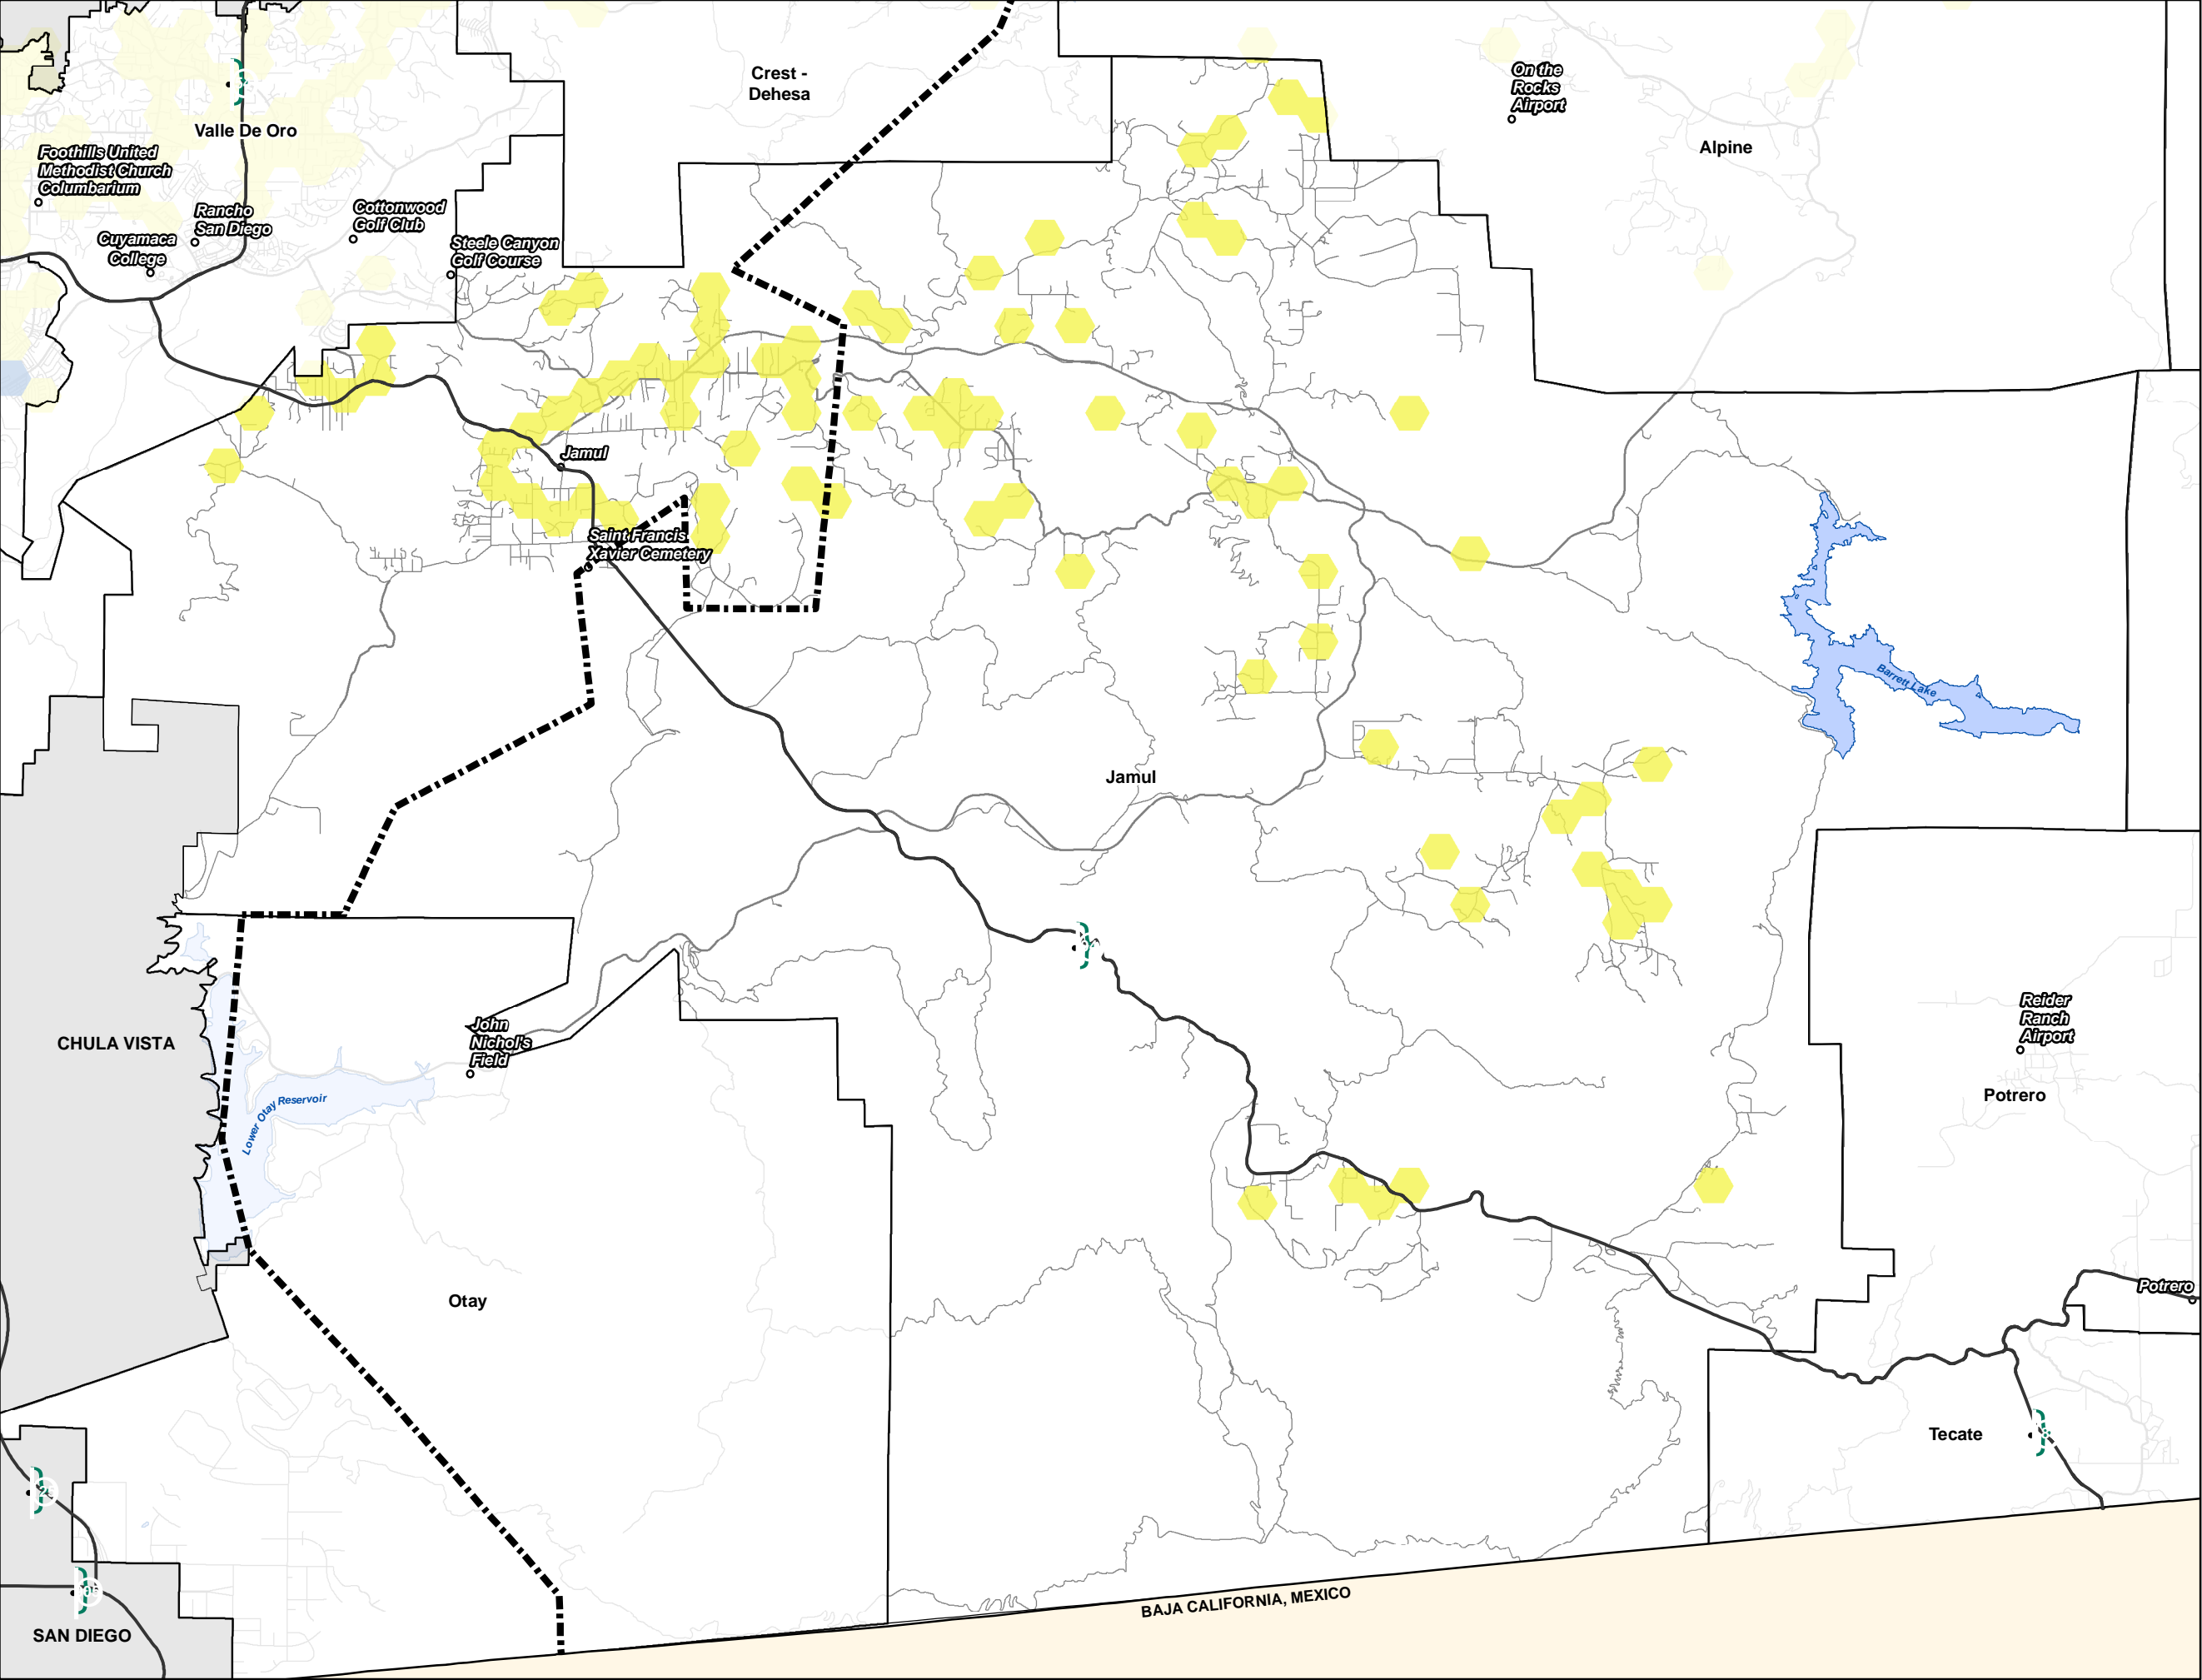 Crest -
Dehesa
On the
Rocks
Airport
Valle De Oro
Alpine
Foothills United
Methodist Church
Columbarium
Rancho
San Diego
Cottonwood
Golf Club
Cuyamaca
College
Steele Canyon
Golf Course
Jamul
Saint Francis
Xavier Cemetery
Barrett Lake
Jamul
CHULA VISTA
John
Nichol's
Field
Reider
Ranch
Airport
Potrero
Lower Otay Reservoir
Otay
Potrero
Tecate
BAJA CALIFORNIA, MEXICO
SAN DIEGO